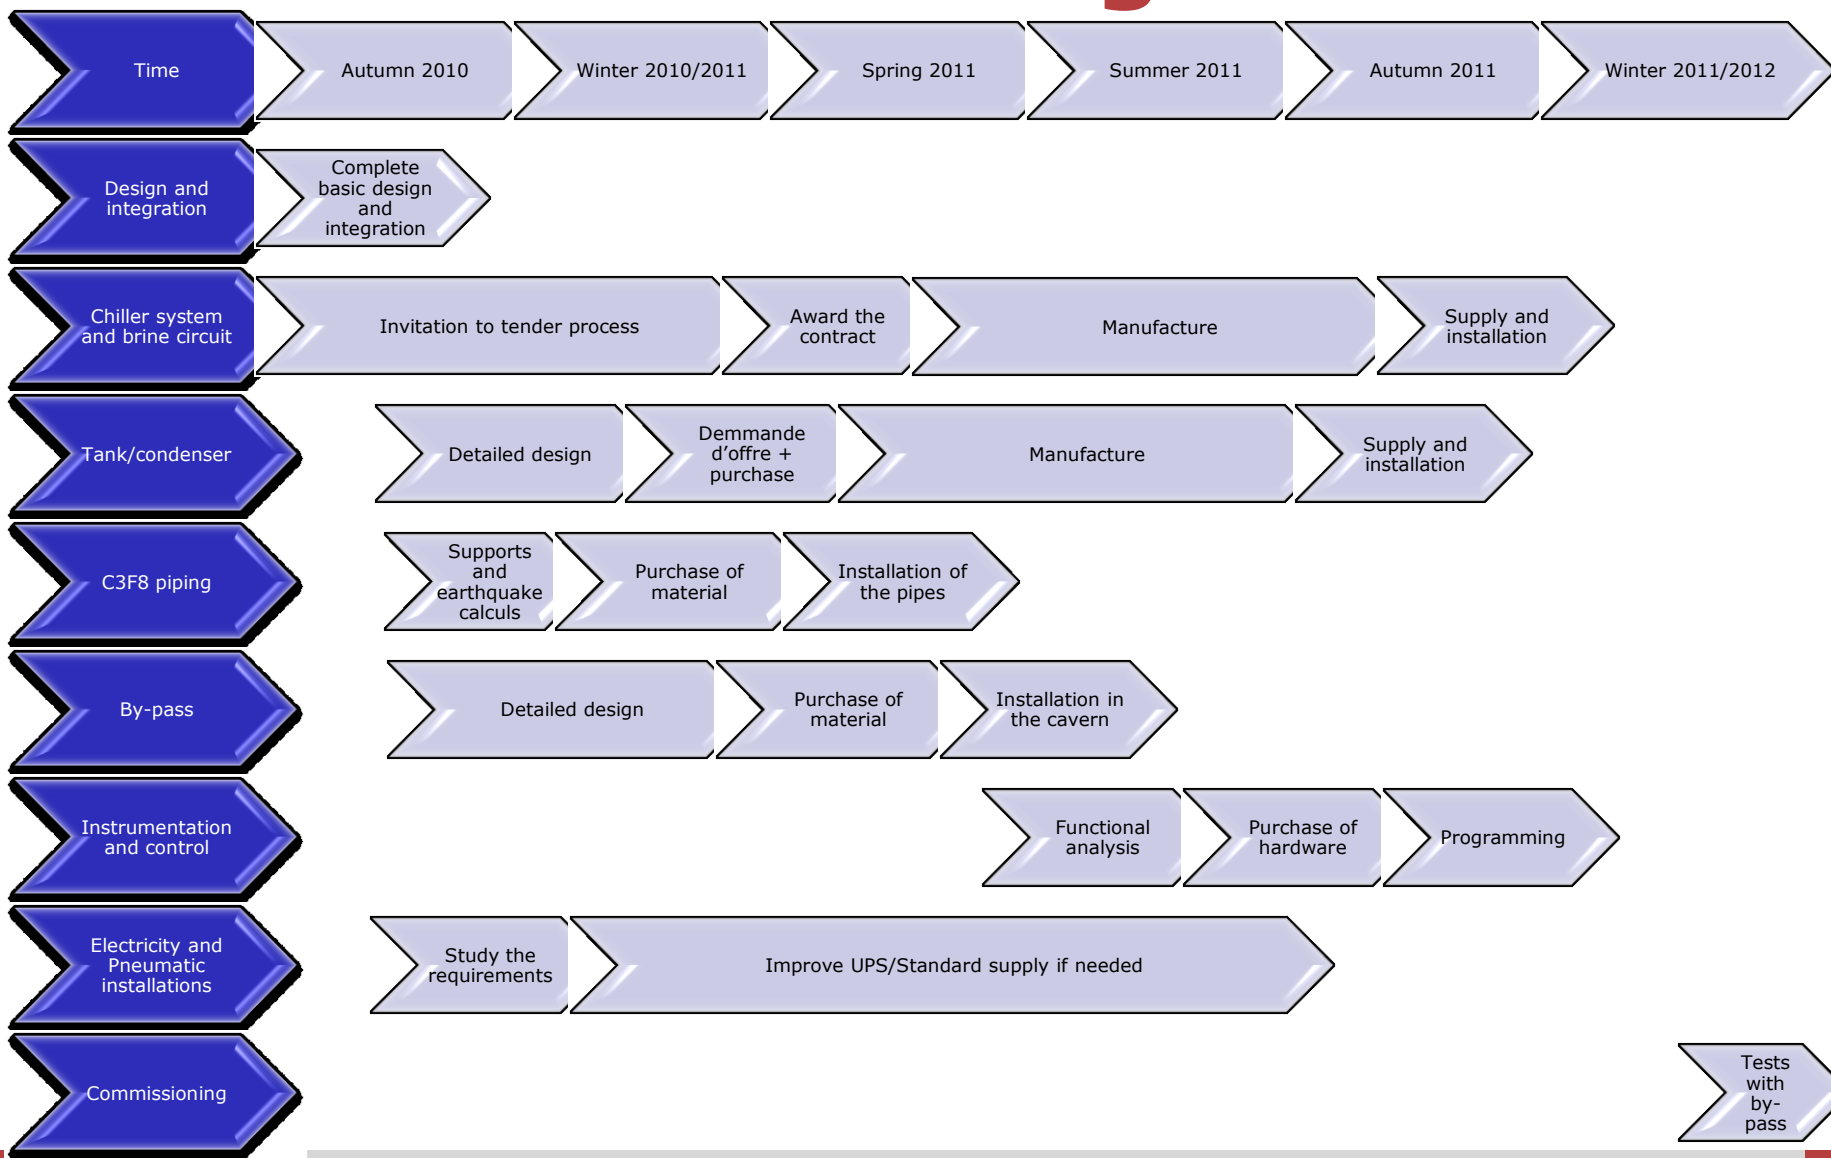 Time
Autumn 2010
Winter 2010/2011
Spring 2011
Summer 2011
Autumn 2011
Winter 2011/2012
Design and
integration
Complete
basic design
and
integration
Chiller system
and brine circuit
Invitation to tender process
Award the
contract
Manufacture
Supply and
installation
Tank/condenser
Detailed design
Demmande
d’offre +
purchase
Manufacture
Supply and
installation
C3F8 piping
Supports
and
earthquake
calculs
Purchase of
material
Installation of
the pipes
By-pass
Detailed design
Purchase of
material
Installation in
the cavern
Instrumentation
and control
Functional
analysis
Purchase of
hardware
Programming
Electricity and
Pneumatic
installations
Study the
requirements
Improve UPS/Standard supply if needed
Commissioning
Tests
with
by-
pass